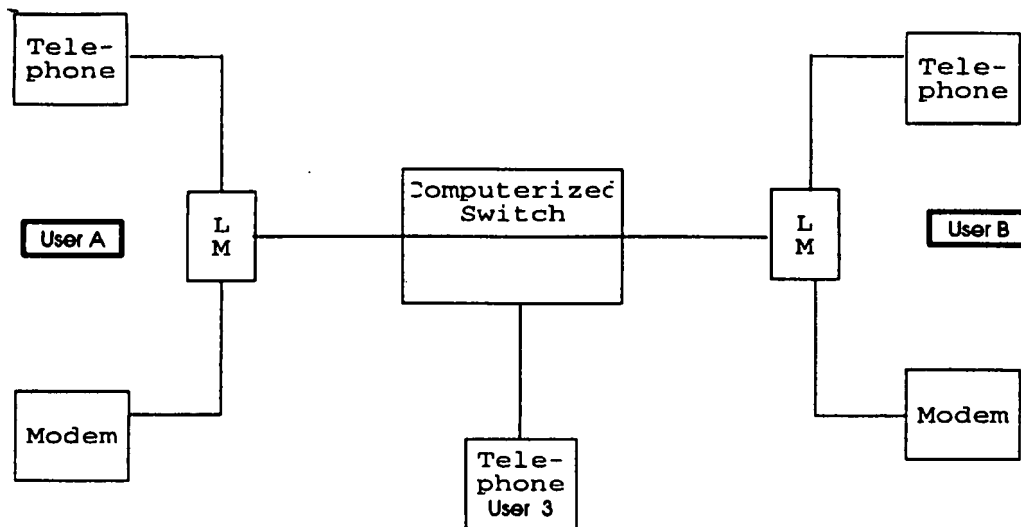 Tele-
phone
Tele-
phone
Computerized
Switch
L
M
L
M
User A
User B
Modem
Modem
Tele-
phone
User 3